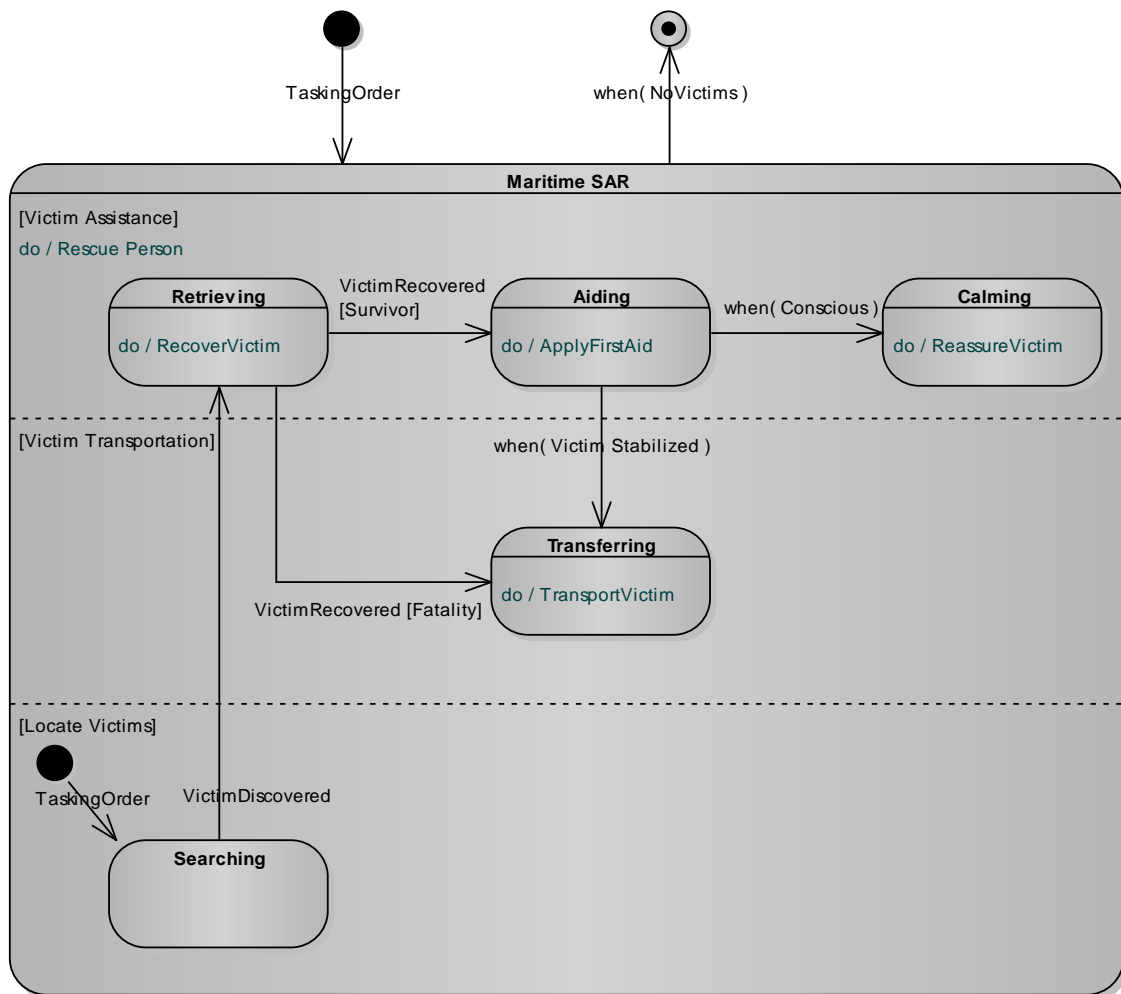 TaskingOrder
when( NoVictims )
Maritime SAR
[Victim Assistance]
do / Rescue Person
Retrieving
do / RecoverVictim
VictimRecovered
[Survivor]
Aiding
do / ApplyFirstAid
when( Conscious )
Calming
do / ReassureVictim
[Victim Transportation]
when( Victim Stabilized )
Transferring
do / TransportVictim
VictimRecovered [Fatality]
[Locate Victims]
TaskingOrder
VictimDiscovered
Searching